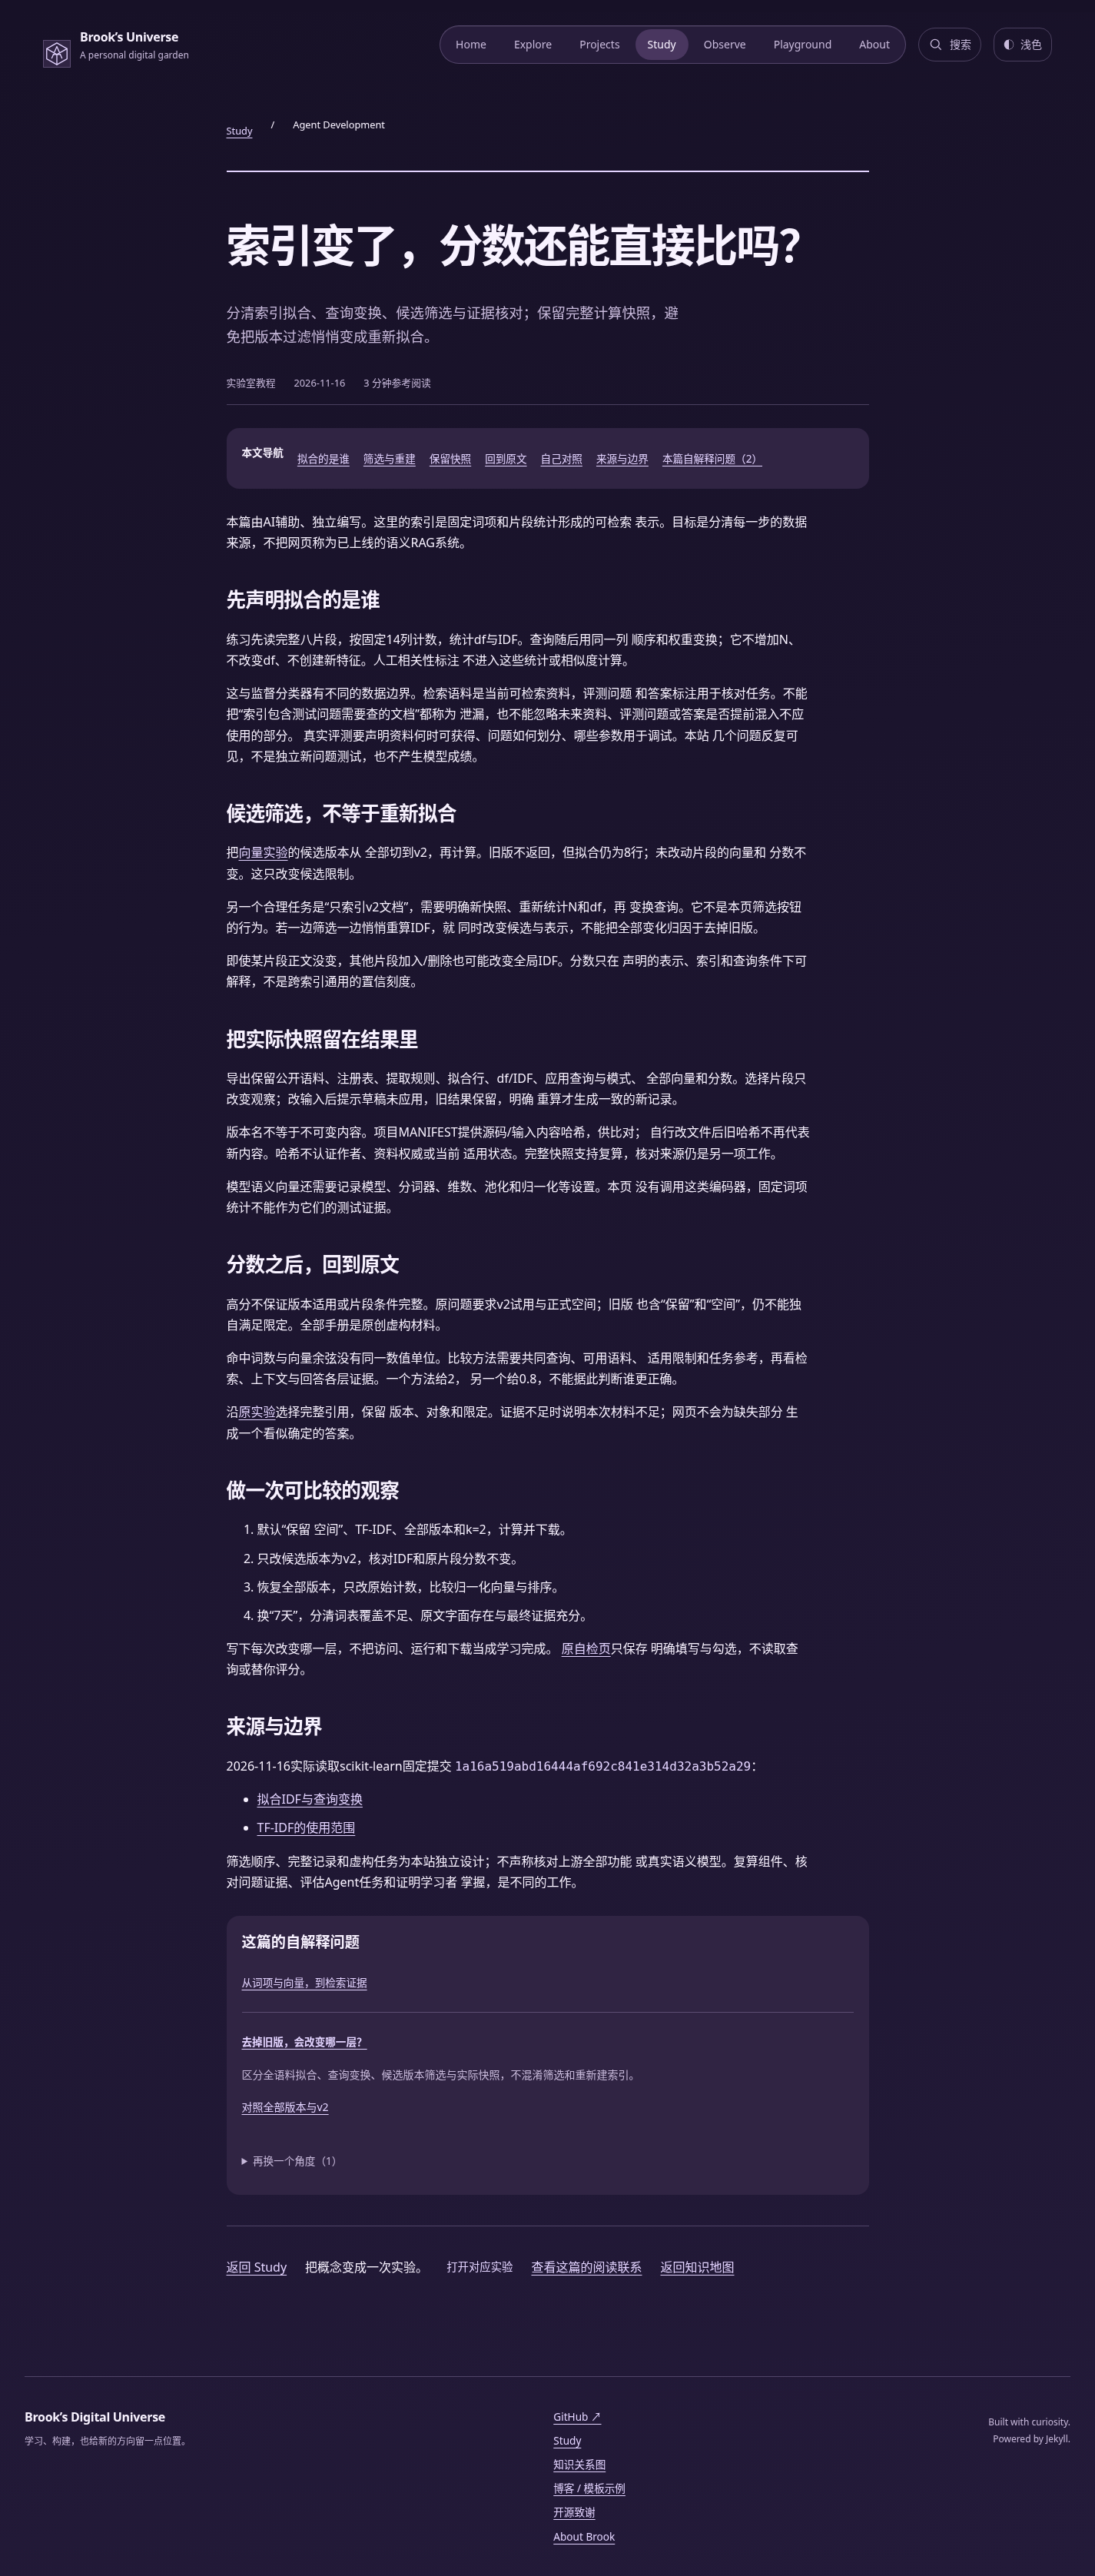 Brook’s Universe
A personal digital garden
Home Explore Projects Study Observe Playground About 搜索 浅色
Study / Agent Development
索引变了，分数还能直接比吗？
分清索引拟合、查询变换、候选筛选与证据核对；保留完整计算快照，避
免把版本过滤悄悄变成重新拟合。
实验室教程 2026-11-16 3 分钟参考阅读
本文导航 拟合的是谁 筛选与重建 保留快照 回到原文 自己对照 来源与边界 本篇自解释问题（2）
本篇由AI辅助、独立编写。这里的索引是固定词项和片段统计形成的可检索 表示。目标是分清每一步的数据
来源，不把网页称为已上线的语义RAG系统。
先声明拟合的是谁
练习先读完整八片段，按固定14列计数，统计df与IDF。查询随后用同一列 顺序和权重变换；它不增加N、
不改变df、不创建新特征。人工相关性标注 不进入这些统计或相似度计算。
这与监督分类器有不同的数据边界。检索语料是当前可检索资料，评测问题 和答案标注用于核对任务。不能
把“索引包含测试问题需要查的文档”都称为 泄漏，也不能忽略未来资料、评测问题或答案是否提前混入不应
使用的部分。 真实评测要声明资料何时可获得、问题如何划分、哪些参数用于调试。本站 几个问题反复可
见，不是独立新问题测试，也不产生模型成绩。
候选筛选，不等于重新拟合
把向量实验的候选版本从 全部切到v2，再计算。旧版不返回，但拟合仍为8行；未改动片段的向量和 分数不
变。这只改变候选限制。
另一个合理任务是“只索引v2文档”，需要明确新快照、重新统计N和df，再 变换查询。它不是本页筛选按钮
的行为。若一边筛选一边悄悄重算IDF，就 同时改变候选与表示，不能把全部变化归因于去掉旧版。
即使某片段正文没变，其他片段加入/删除也可能改变全局IDF。分数只在 声明的表示、索引和查询条件下可
解释，不是跨索引通用的置信刻度。
把实际快照留在结果里
导出保留公开语料、注册表、提取规则、拟合行、df/IDF、应用查询与模式、 全部向量和分数。选择片段只
改变观察；改输入后提示草稿未应用，旧结果保留，明确 重算才生成一致的新记录。
版本名不等于不可变内容。项目MANIFEST提供源码/输入内容哈希，供比对； 自行改文件后旧哈希不再代表
新内容。哈希不认证作者、资料权威或当前 适用状态。完整快照支持复算，核对来源仍是另一项工作。
模型语义向量还需要记录模型、分词器、维数、池化和归一化等设置。本页 没有调用这类编码器，固定词项
统计不能作为它们的测试证据。
分数之后，回到原文
高分不保证版本适用或片段条件完整。原问题要求v2试用与正式空间；旧版 也含“保留”和“空间”，仍不能独
自满足限定。全部手册是原创虚构材料。
命中词数与向量余弦没有同一数值单位。比较方法需要共同查询、可用语料、 适用限制和任务参考，再看检
索、上下文与回答各层证据。一个方法给2， 另一个给0.8，不能据此判断谁更正确。
沿原实验选择完整引用，保留 版本、对象和限定。证据不足时说明本次材料不足；网页不会为缺失部分 生
成一个看似确定的答案。
做一次可比较的观察
1. 默认“保留 空间”、TF-IDF、全部版本和k=2，计算并下载。
2. 只改候选版本为v2，核对IDF和原片段分数不变。
3. 恢复全部版本，只改原始计数，比较归一化向量与排序。
4. 换“7天”，分清词表覆盖不足、原文字面存在与最终证据充分。
写下每次改变哪一层，不把访问、运行和下载当成学习完成。 原自检页只保存 明确填写与勾选，不读取查
询或替你评分。
来源与边界
2026-11-16实际读取scikit-learn固定提交 1a16a519abd16444af692c841e314d32a3b52a29：
拟合IDF与查询变换
TF-IDF的使用范围
筛选顺序、完整记录和虚构任务为本站独立设计；不声称核对上游全部功能 或真实语义模型。复算组件、核
对问题证据、评估Agent任务和证明学习者 掌握，是不同的工作。
这篇的自解释问题
从词项与向量，到检索证据
去掉旧版，会改变哪一层？
区分全语料拟合、查询变换、候选版本筛选与实际快照，不混淆筛选和重新建索引。
对照全部版本与v2
再换一个角度（1）
返回 Study 把概念变成一次实验。 打开对应实验 查看这篇的阅读联系 返回知识地图
Brook’s Digital Universe
学习、构建，也给新的方向留一点位置。
GitHub ↗
Study
知识关系图
博客 / 模板示例
开源致谢
About Brook
Built with curiosity.
Powered by Jekyll.